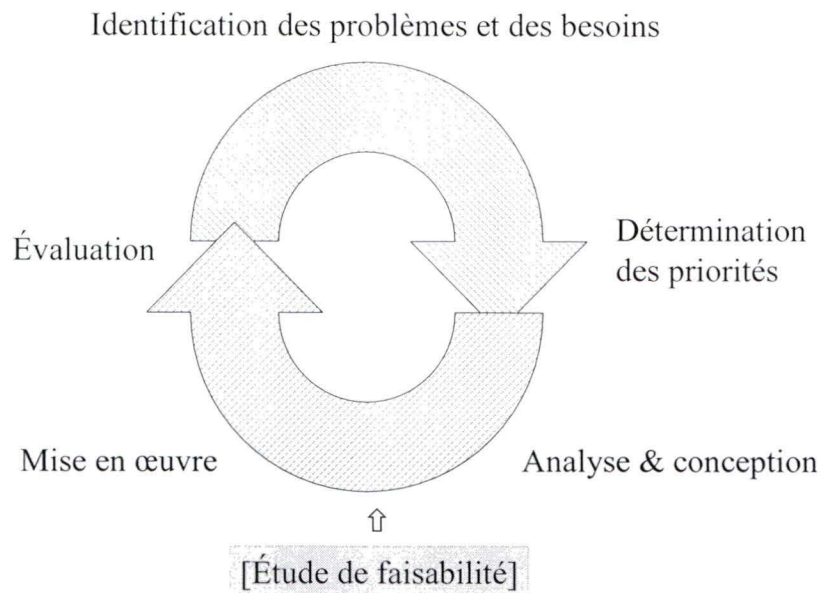 Identification des problèmes et des besoins
Évaluation
Détermination
des priorités
Mise en œuvre
Analyse & conception
[Étude de faisabilité]